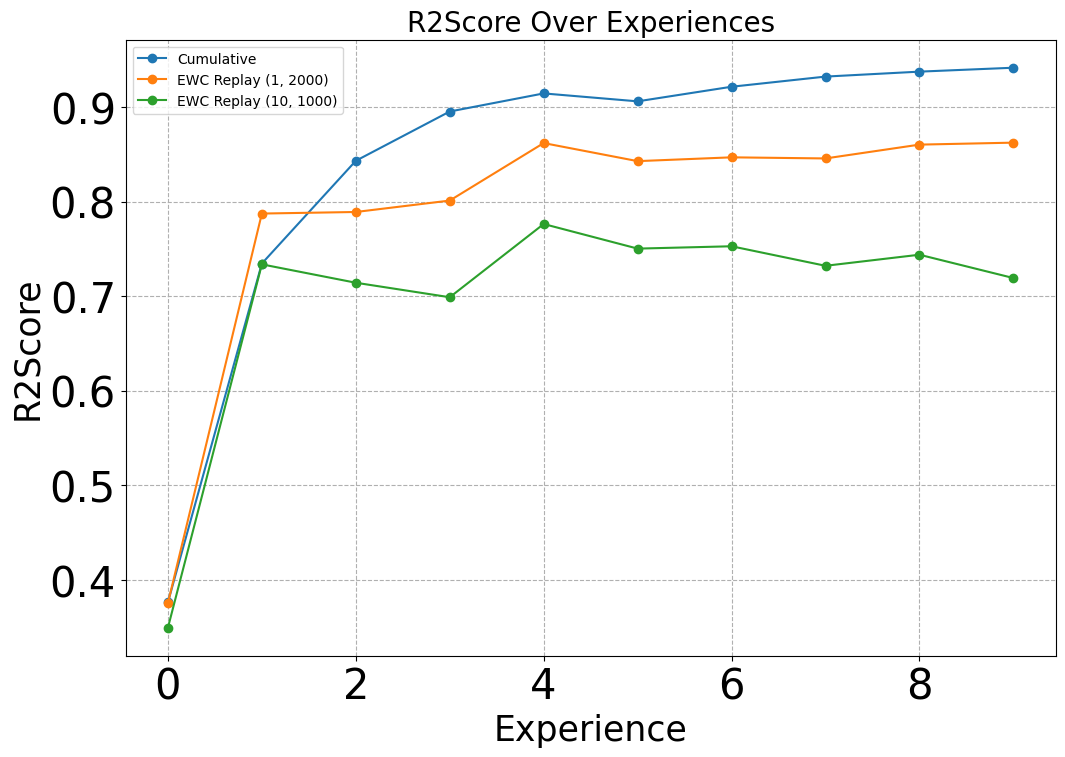 R2Score Over Experiences
Cumulative
EWC Replay (1, 2000)
EWC Replay (10, 1000)
0.9
0.8
0.7
0.6
0.5
0.4
R2Score
0 2 4 6 8
Experience